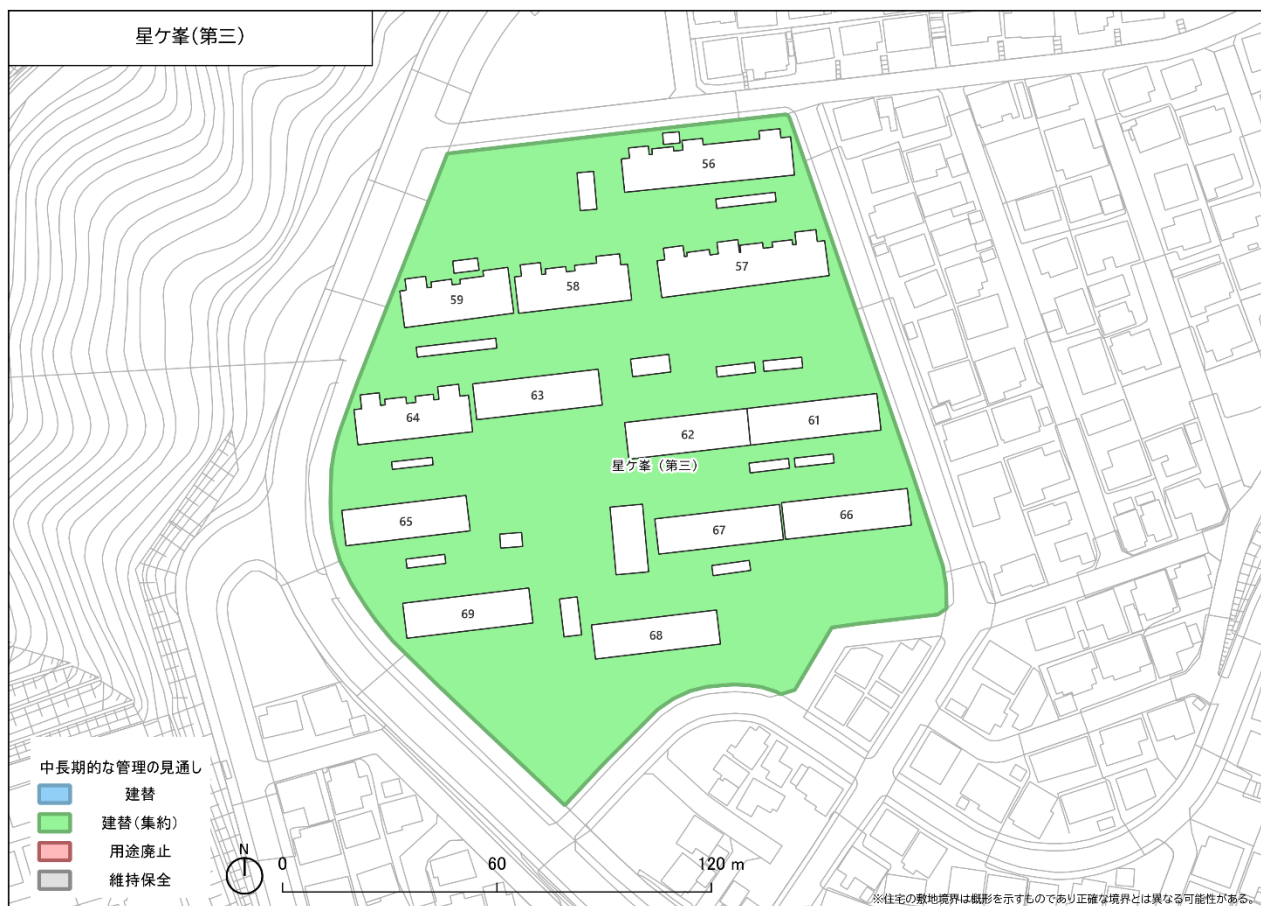 星ケ峯(第三)
56
57
58
59
63
64
61
62
星ケ峯（第三）
66
67
65
69
68
中長期的な管理の見通し
建替
建替(集約)
用途廃止
維持保全
N
0 60 120 m
※住宅の敷地境界は概形を示すものであり正確な境界とは異なる可能性がある。